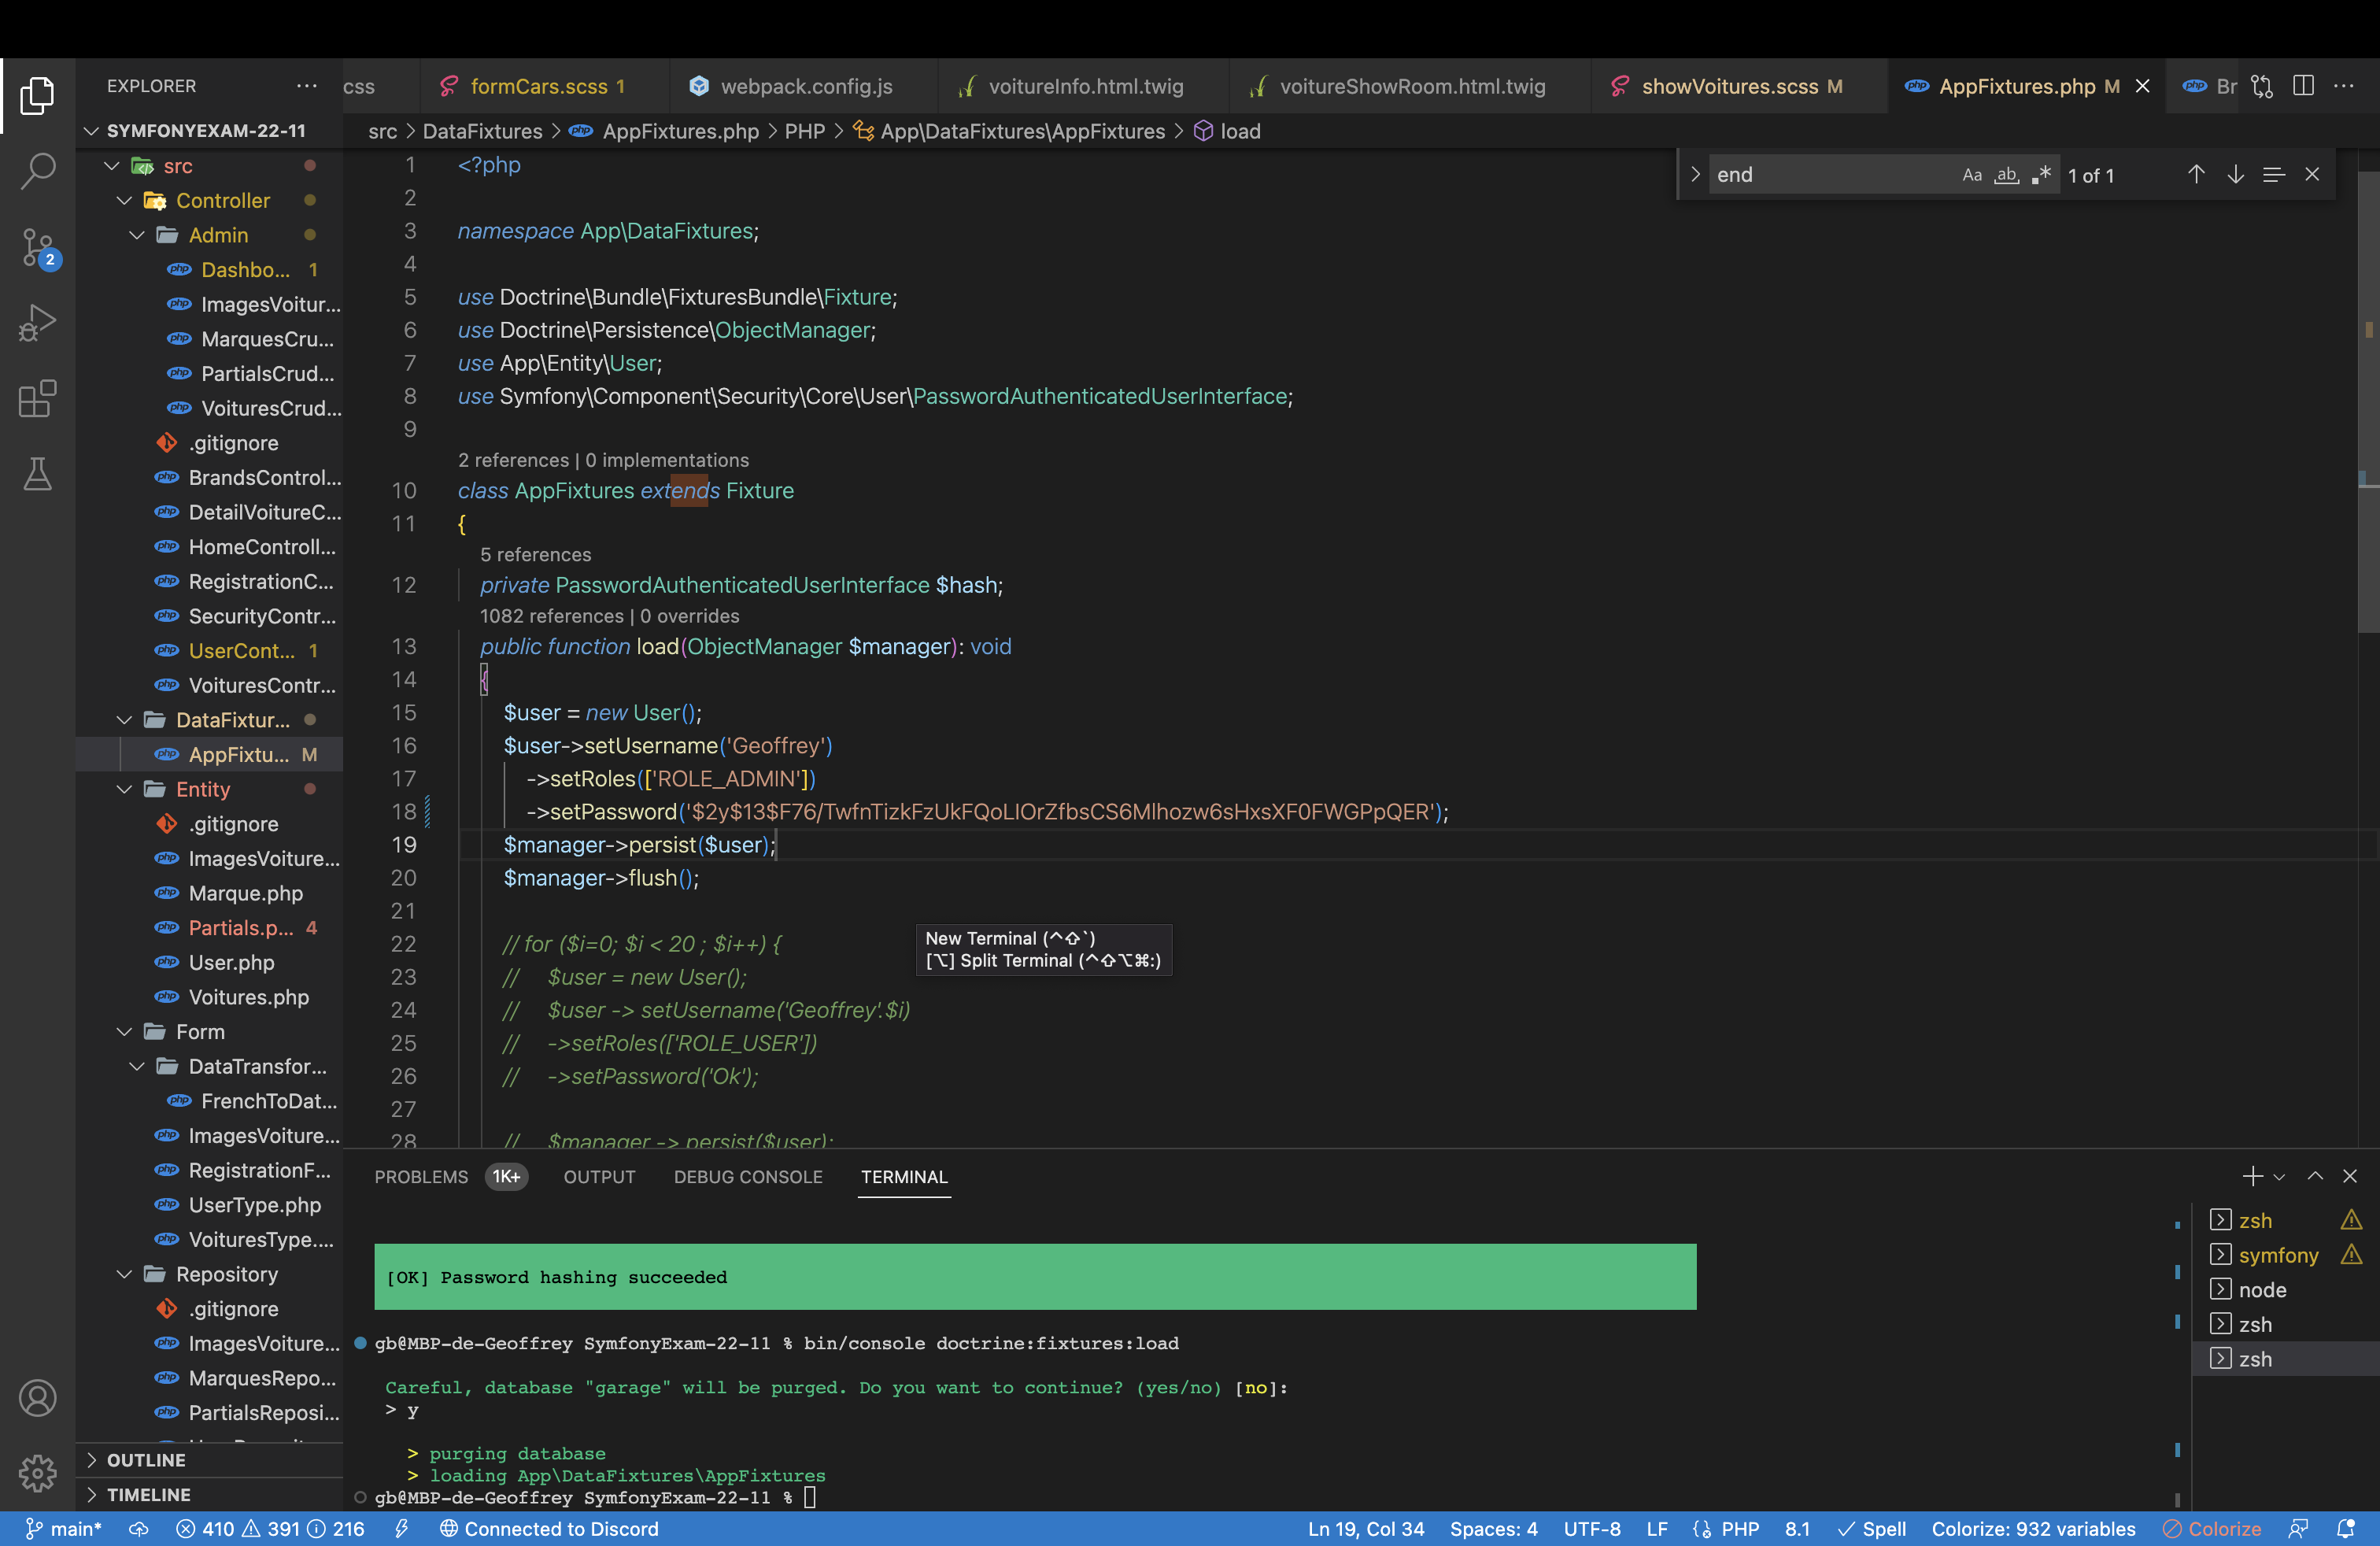 EXPLORER
css
formCars.scss 1
webpack.config.js
voitureInfo.html.twig
voitureShowRoom.html.twig
showVoitures.scss M
AppFixtures.php M
Br
SYMFONYEXAM-22-11
src
Controller
Admin
Dashbo... 1
ImagesVoitur...
MarquesCru...
PartialsCrud...
VoituresCrud...
.gitignore
BrandsControl...
DetailVoitureC...
HomeControll...
RegistrationC...
SecurityContr...
UserCont... 1
VoituresContr...
DataFixtur...
AppFixtu... M
Entity
.gitignore
ImagesVoiture...
Marque.php
Partials.p... 4
User.php
Voitures.php
Form
DataTransfor...
FrenchToDat...
ImagesVoiture...
RegistrationF...
UserType.php
VoituresType....
Repository
.gitignore
ImagesVoiture...
MarquesRepo...
PartialsReposi...
OUTLINE
TIMELINE
src > DataFixtures > AppFixtures.php > PHP > App\DataFixtures\AppFixtures > load
end Aa ab .* 1 of 1
1 <?php
2
3 namespace App\DataFixtures;
4
5 use Doctrine\Bundle\FixturesBundle\Fixture;
6 use Doctrine\Persistence\ObjectManager;
7 use App\Entity\User;
8 use Symfony\Component\Security\Core\User\PasswordAuthenticatedUserInterface;
9
2 references | 0 implementations
10 class AppFixtures extends Fixture
11 {
5 references
12 private PasswordAuthenticatedUserInterface $hash;
1082 references | 0 overrides
13 public function load(ObjectManager $manager): void
14 {
15 $user = new User();
16 $user->setUsername('Geoffrey')
17 ->setRoles(['ROLE_ADMIN'])
18 ->setPassword('$2y$13$F76/TwfnTizkFzUkFQoLIOrZfbsCS6Mlhozw6sHxsXF0FWGPpQER');
19 $manager->persist($user);
20 $manager->flush();
21
22 // for ($i=0; $i < 20 ; $i++) {
23 // $user = new User();
24 // $user -> setUsername('Geoffrey'.$i)
25 // ->setRoles(['ROLE_USER'])
26 // ->setPassword('Ok');
27
28 // $manager -> persist($user);
New Terminal (^⇧`)
[⌥] Split Terminal (^⇧⌥⌘:)
PROBLEMS 1K+ OUTPUT DEBUG CONSOLE TERMINAL
[OK] Password hashing succeeded
gb@MBP-de-Geoffrey SymfonyExam-22-11 % bin/console doctrine:fixtures:load
Careful, database "garage" will be purged. Do you want to continue? (yes/no) [no]:
> y
> purging database
> loading App\DataFixtures\AppFixtures
gb@MBP-de-Geoffrey SymfonyExam-22-11 %
zsh
symfony
node
zsh
zsh
2
main* 410 391 216 Connected to Discord Ln 19, Col 34 Spaces: 4 UTF-8 LF PHP 8.1 Spell Colorize: 932 variables Colorize